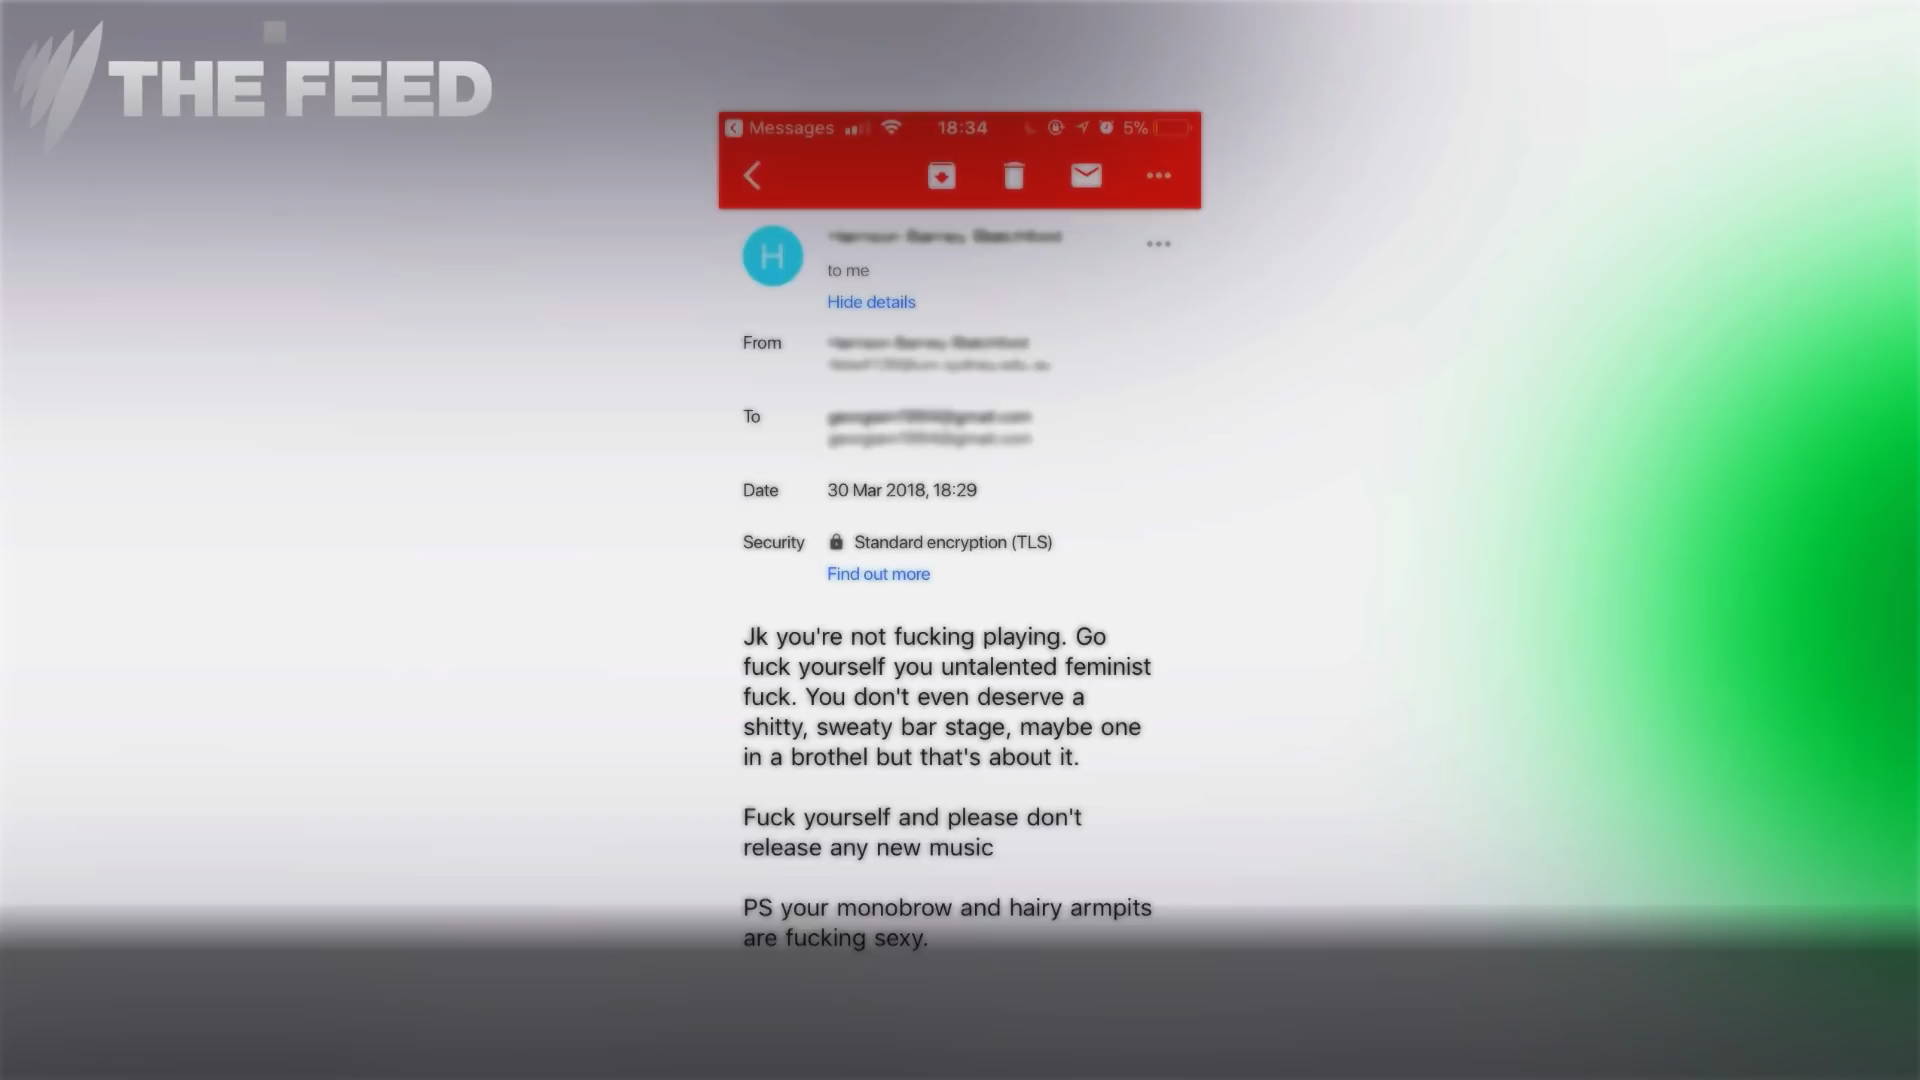 THE FEED
Messages 18:34 5%
H
to me
Hide details
From
To
Date 30 Mar 2018, 18:29
Security Standard encryption (TLS)
Find out more
Jk you're not fucking playing. Go
fuck yourself you untalented feminist
fuck. You don't even deserve a
shitty, sweaty bar stage, maybe one
in a brothel but that's about it.
Fuck yourself and please don't
release any new music
PS your monobrow and hairy armpits
are fucking sexy.